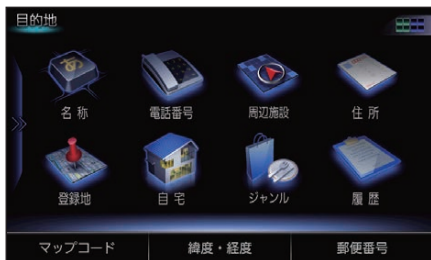 目的地
あ
名称
電話番号
周辺施設
住所
登録地
自宅
ジャンル
履歴
マップコード
緯度・経度
郵便番号